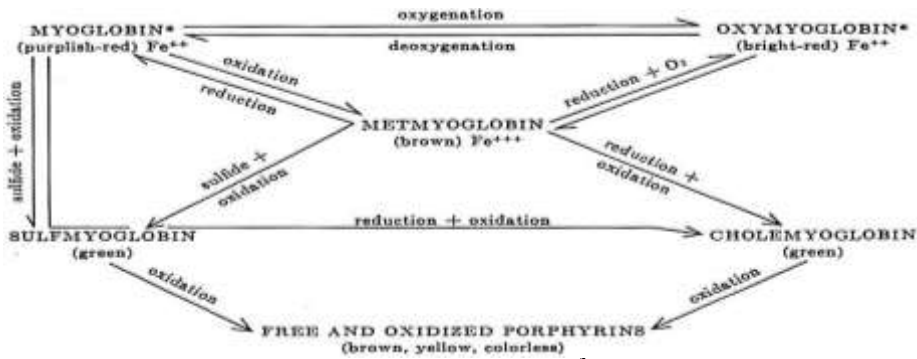 oxygenation
MYOGLOBIN*
OXYMYOGLOBIN*
(purplish-red) Fe++
deoxygenation
(bright-red) Fe++
oxidation
reduction
reduction + O₂
sulfide + oxidation
METMYOGLOBIN
(brown) Fe+++
sulfide +
oxidation
reduction +
oxidation
reduction + oxidation
SULFMYOGLOBIN
(green)
CHOLEMYOGLOBIN
(green)
oxidation
oxidation
FREE AND OXIDIZED PORPHYRINS
(brown, yellow, colorless)